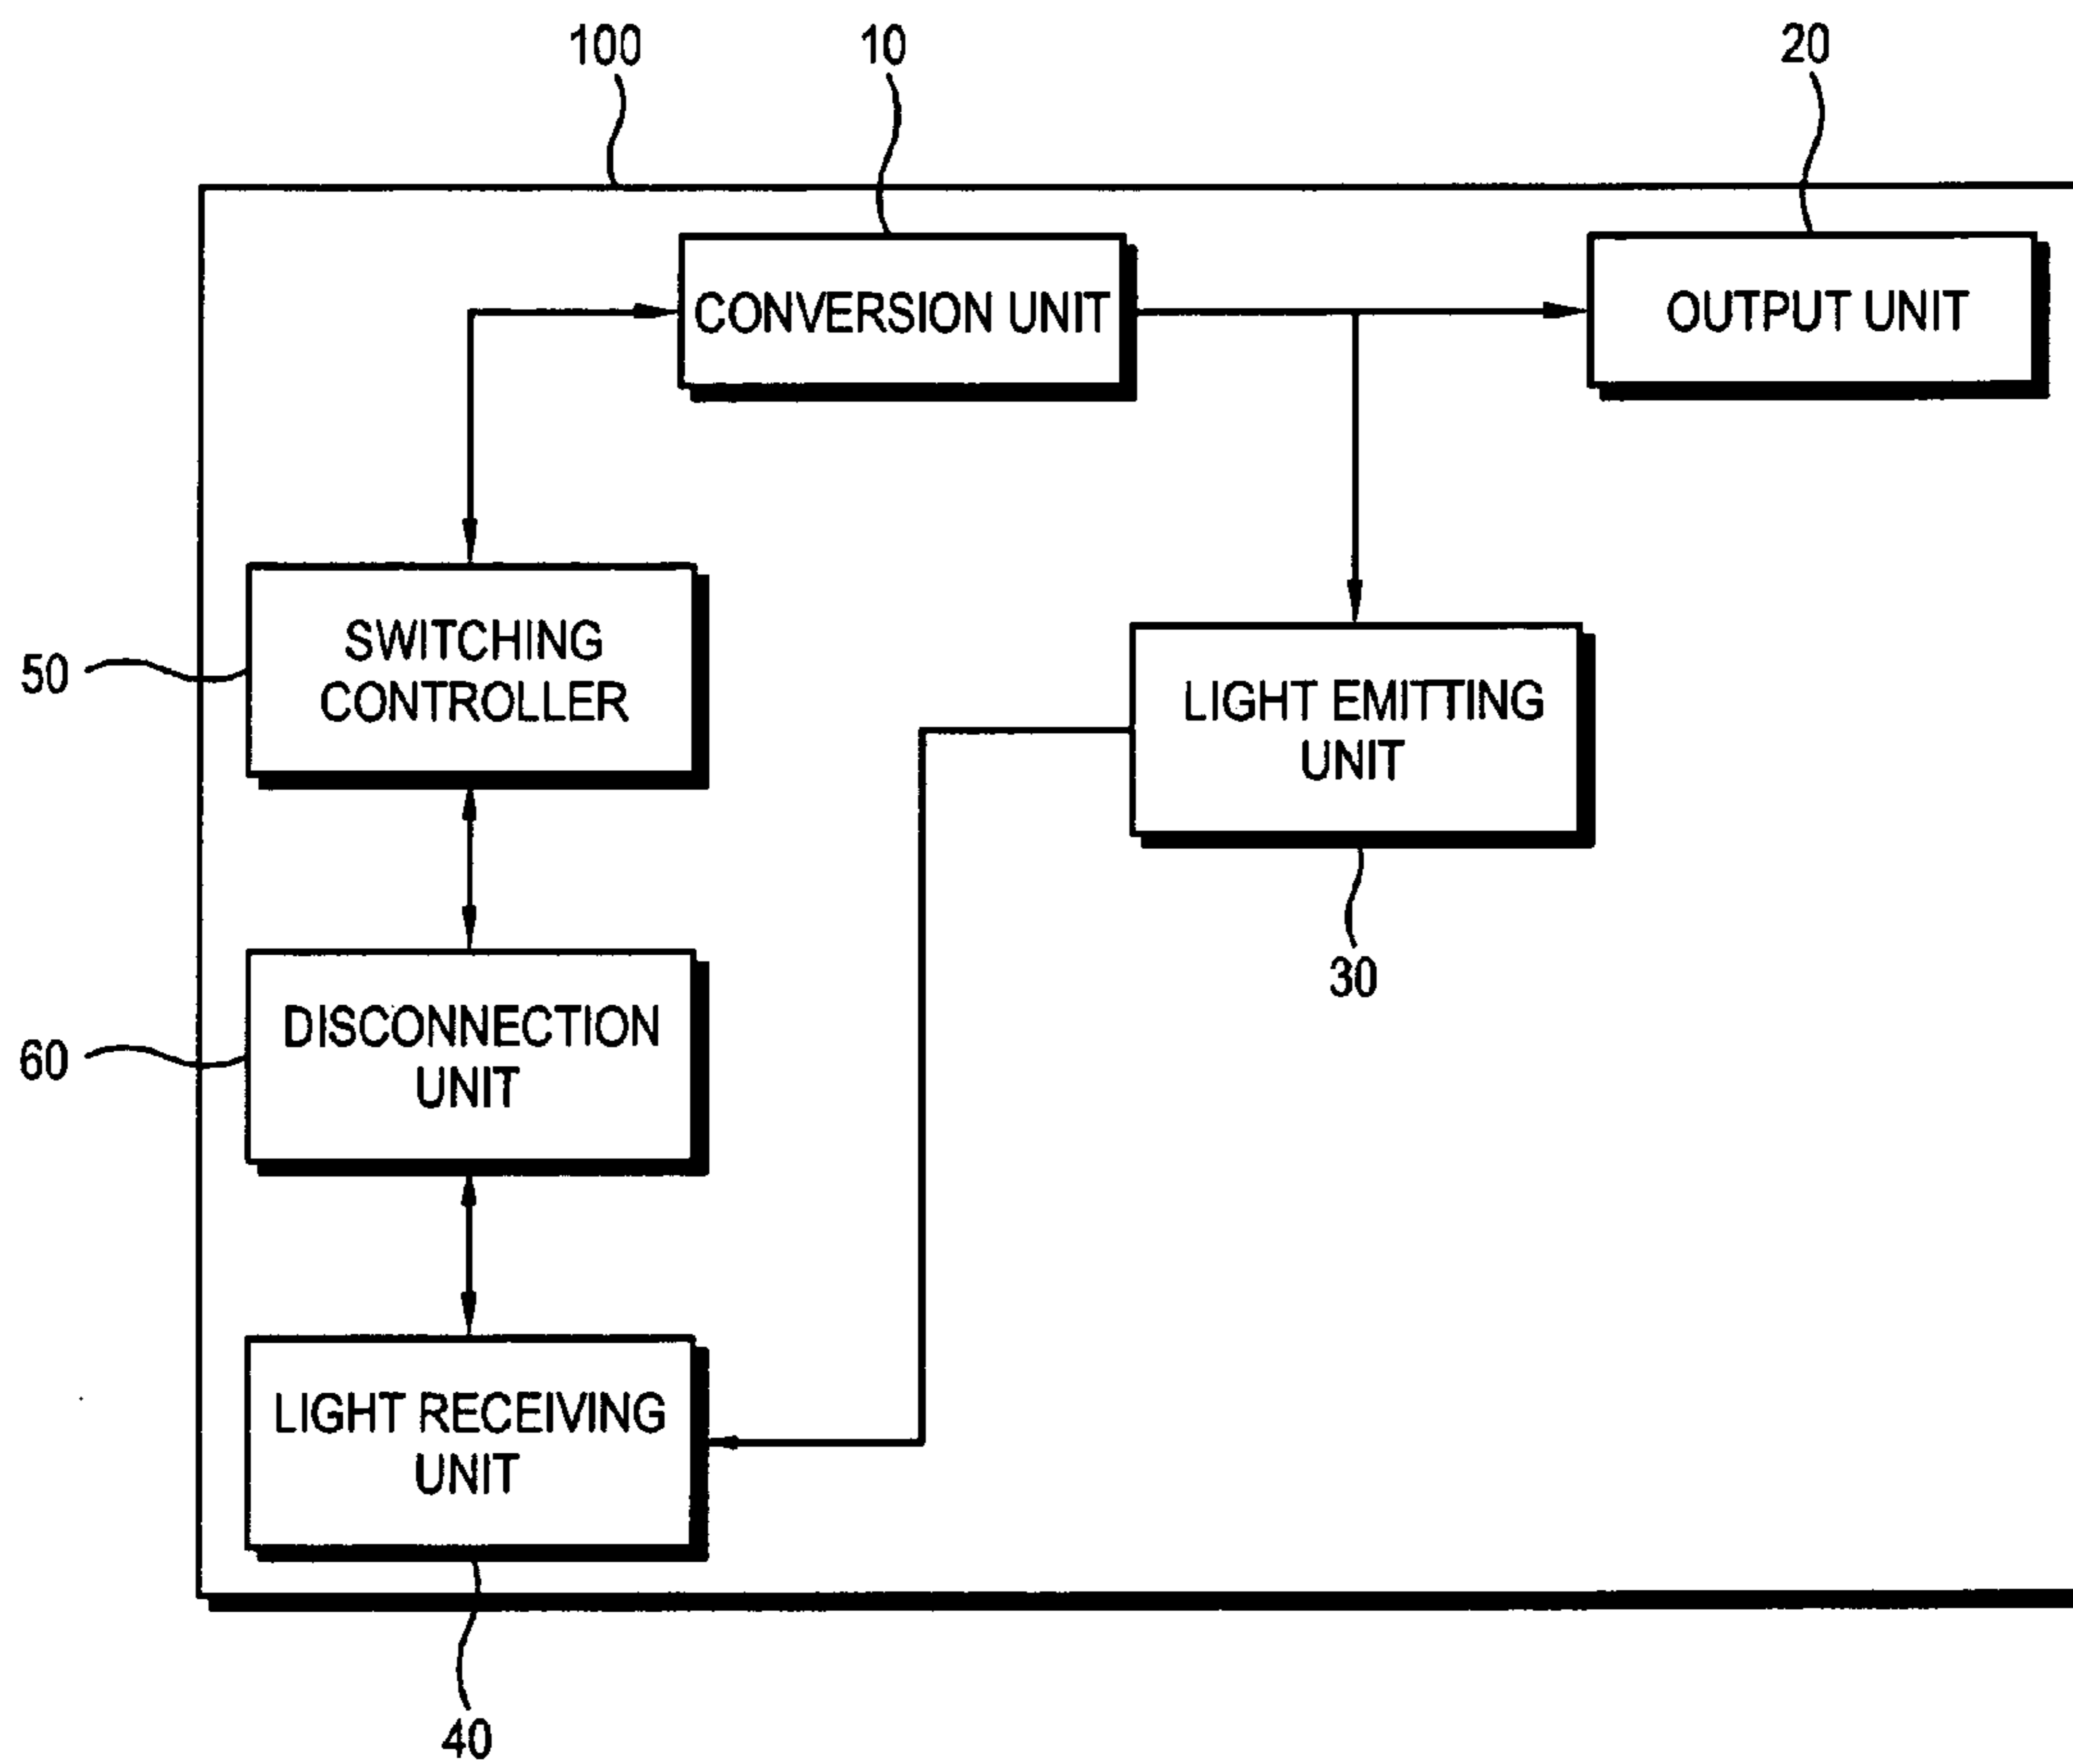 100
10
20
CONVERSION UNIT
OUTPUT UNIT
50
SWITCHING
CONTROLLER
LIGHT EMITTING
UNIT
30
60
DISCONNECTION
UNIT
LIGHT RECEIVING
UNIT
40